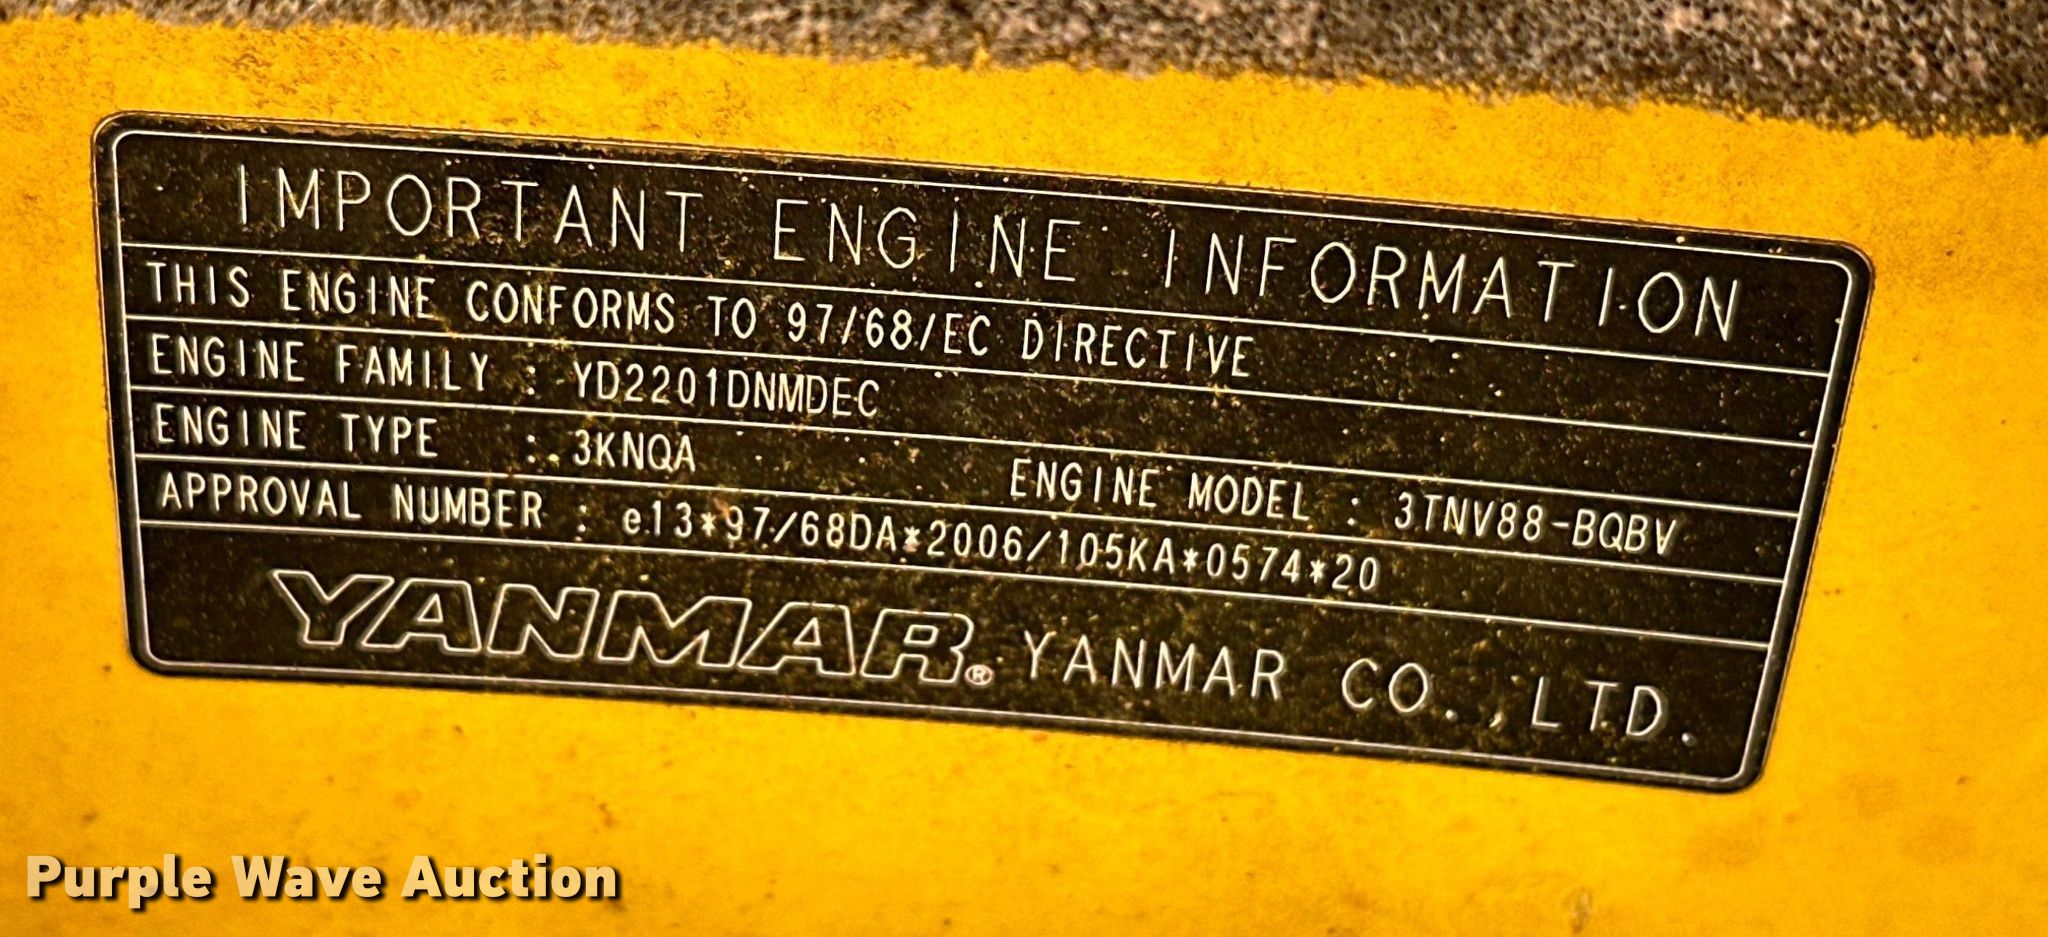 IMPORTANT ENGINE INFORMATION
THIS ENGINE CONFORMS TO 97/68/EC DIRECTIVE
ENGINE FAMILY : YD2201DNMDEC
ENGINE TYPE : 3KNQA ENGINE MODEL : 3TNV88-BQBV
APPROVAL NUMBER : e13*97/68DA*2006/105KA*0574*20
YANMAR® YANMAR CO.,LTD.
Purple Wave Auction